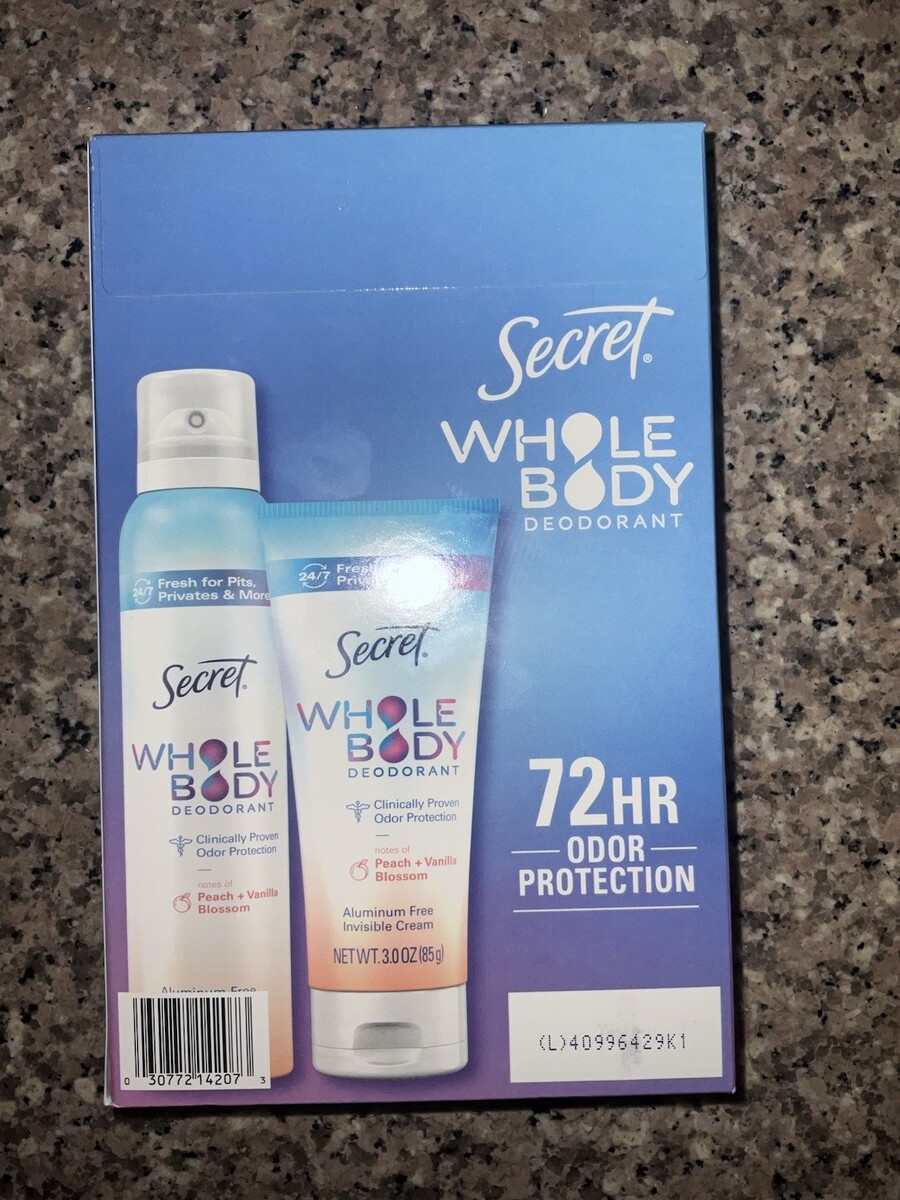 Secret®
WHOLE
BODY
DEODORANT
24/7 Fresh for Pits,
Privates & More
Secret®
WHOLE
BODY
DEODORANT
Clinically Proven
Odor Protection
notes of
Peach + Vanilla
Blossom
Aluminum Free
24/7
Secret®
WHOLE
BODY
DEODORANT
Clinically Proven
Odor Protection
notes of
Peach + Vanilla
Blossom
Aluminum Free
Invisible Cream
NET WT. 3.0 OZ (85 g)
72HR
ODOR
PROTECTION
0 30772 14207 3
(L)40996429K1